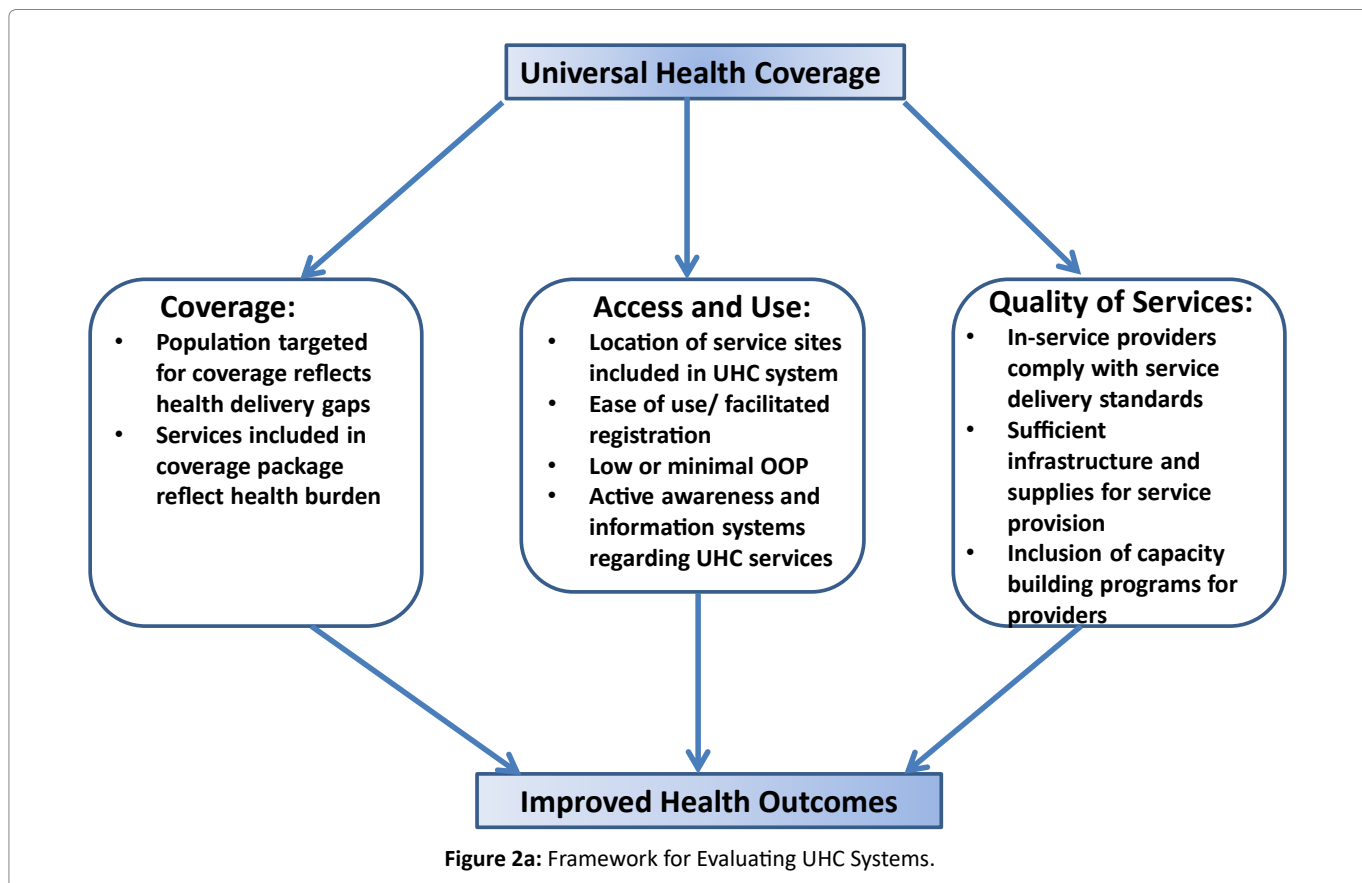 Universal Health Coverage
Coverage:
• Population targeted
for coverage reflects
health delivery gaps
• Services included in
coverage package
reflect health burden
Access and Use:
• Location of service sites
included in UHC system
• Ease of use/ facilitated
registration
• Low or minimal OOP
• Active awareness and
information systems
regarding UHC services
Quality of Services:
• In-service providers
comply with service
delivery standards
• Sufficient
infrastructure and
supplies for service
provision
• Inclusion of capacity
building programs for
providers
Improved Health Outcomes
Figure 2a: Framework for Evaluating UHC Systems.